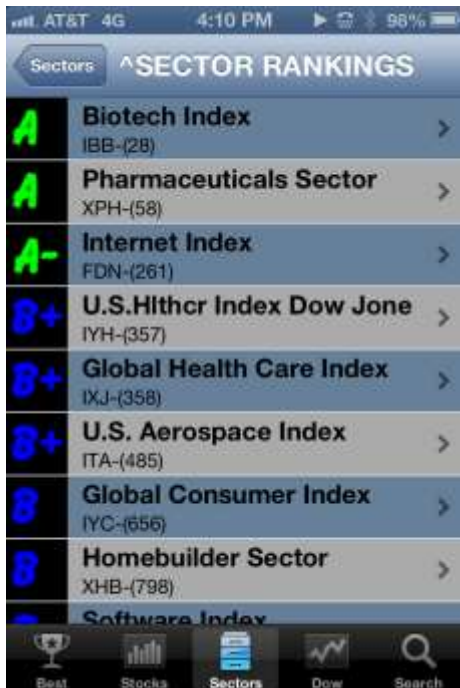 AT&T 4G 4:10 PM 98%
Sectors ^SECTOR RANKINGS
A Biotech Index
IBB-(28)
A Pharmaceuticals Sector
XPH-(58)
A- Internet Index
FDN-(261)
B+ U.S.Hlthcr Index Dow Jone
IYH-(357)
B+ Global Health Care Index
IXJ-(358)
B+ U.S. Aerospace Index
ITA-(485)
B Global Consumer Index
IYC-(656)
B Homebuilder Sector
XHB-(798)
Software Index
Best Stocks Sectors Dow Search